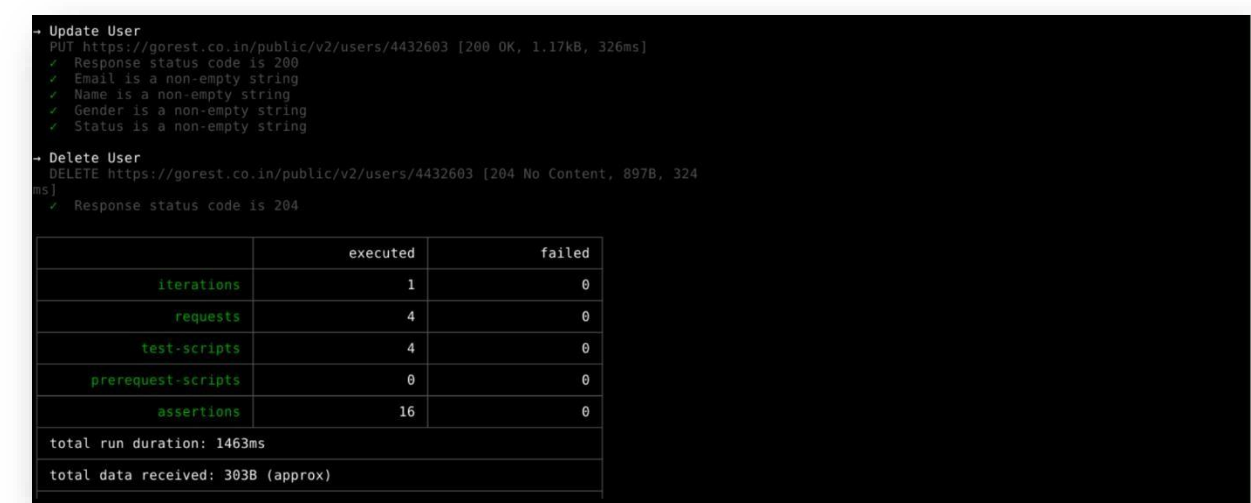 → Update User
PUT https://gorest.co.in/public/v2/users/4432603 [200 OK, 1.17kB, 326ms]
✓ Response status code is 200
✓ Email is a non-empty string
✓ Name is a non-empty string
✓ Gender is a non-empty string
✓ Status is a non-empty string
→ Delete User
DELETE https://gorest.co.in/public/v2/users/4432603 [204 No Content, 897B, 324
ms]
✓ Response status code is 204
executed failed
iterations 1 0
requests 4 0
test-scripts 4 0
prerequest-scripts 0 0
assertions 16 0
total run duration: 1463ms
total data received: 303B (approx)